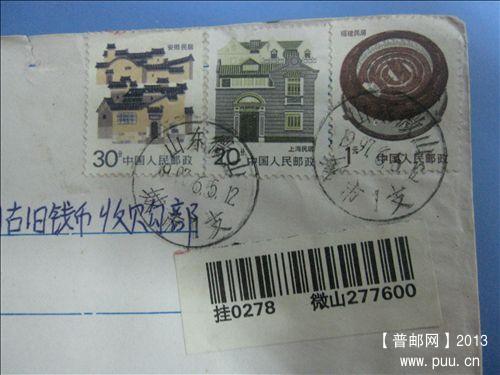 安徽民居
30分 中国人民邮政
上海民居
20分 中国人民邮政
福建民居
1元 中国人民邮政
山东
5.12
古旧钱币收购部
挂0278 微山277600
【普邮网】2013
www.puu.cn